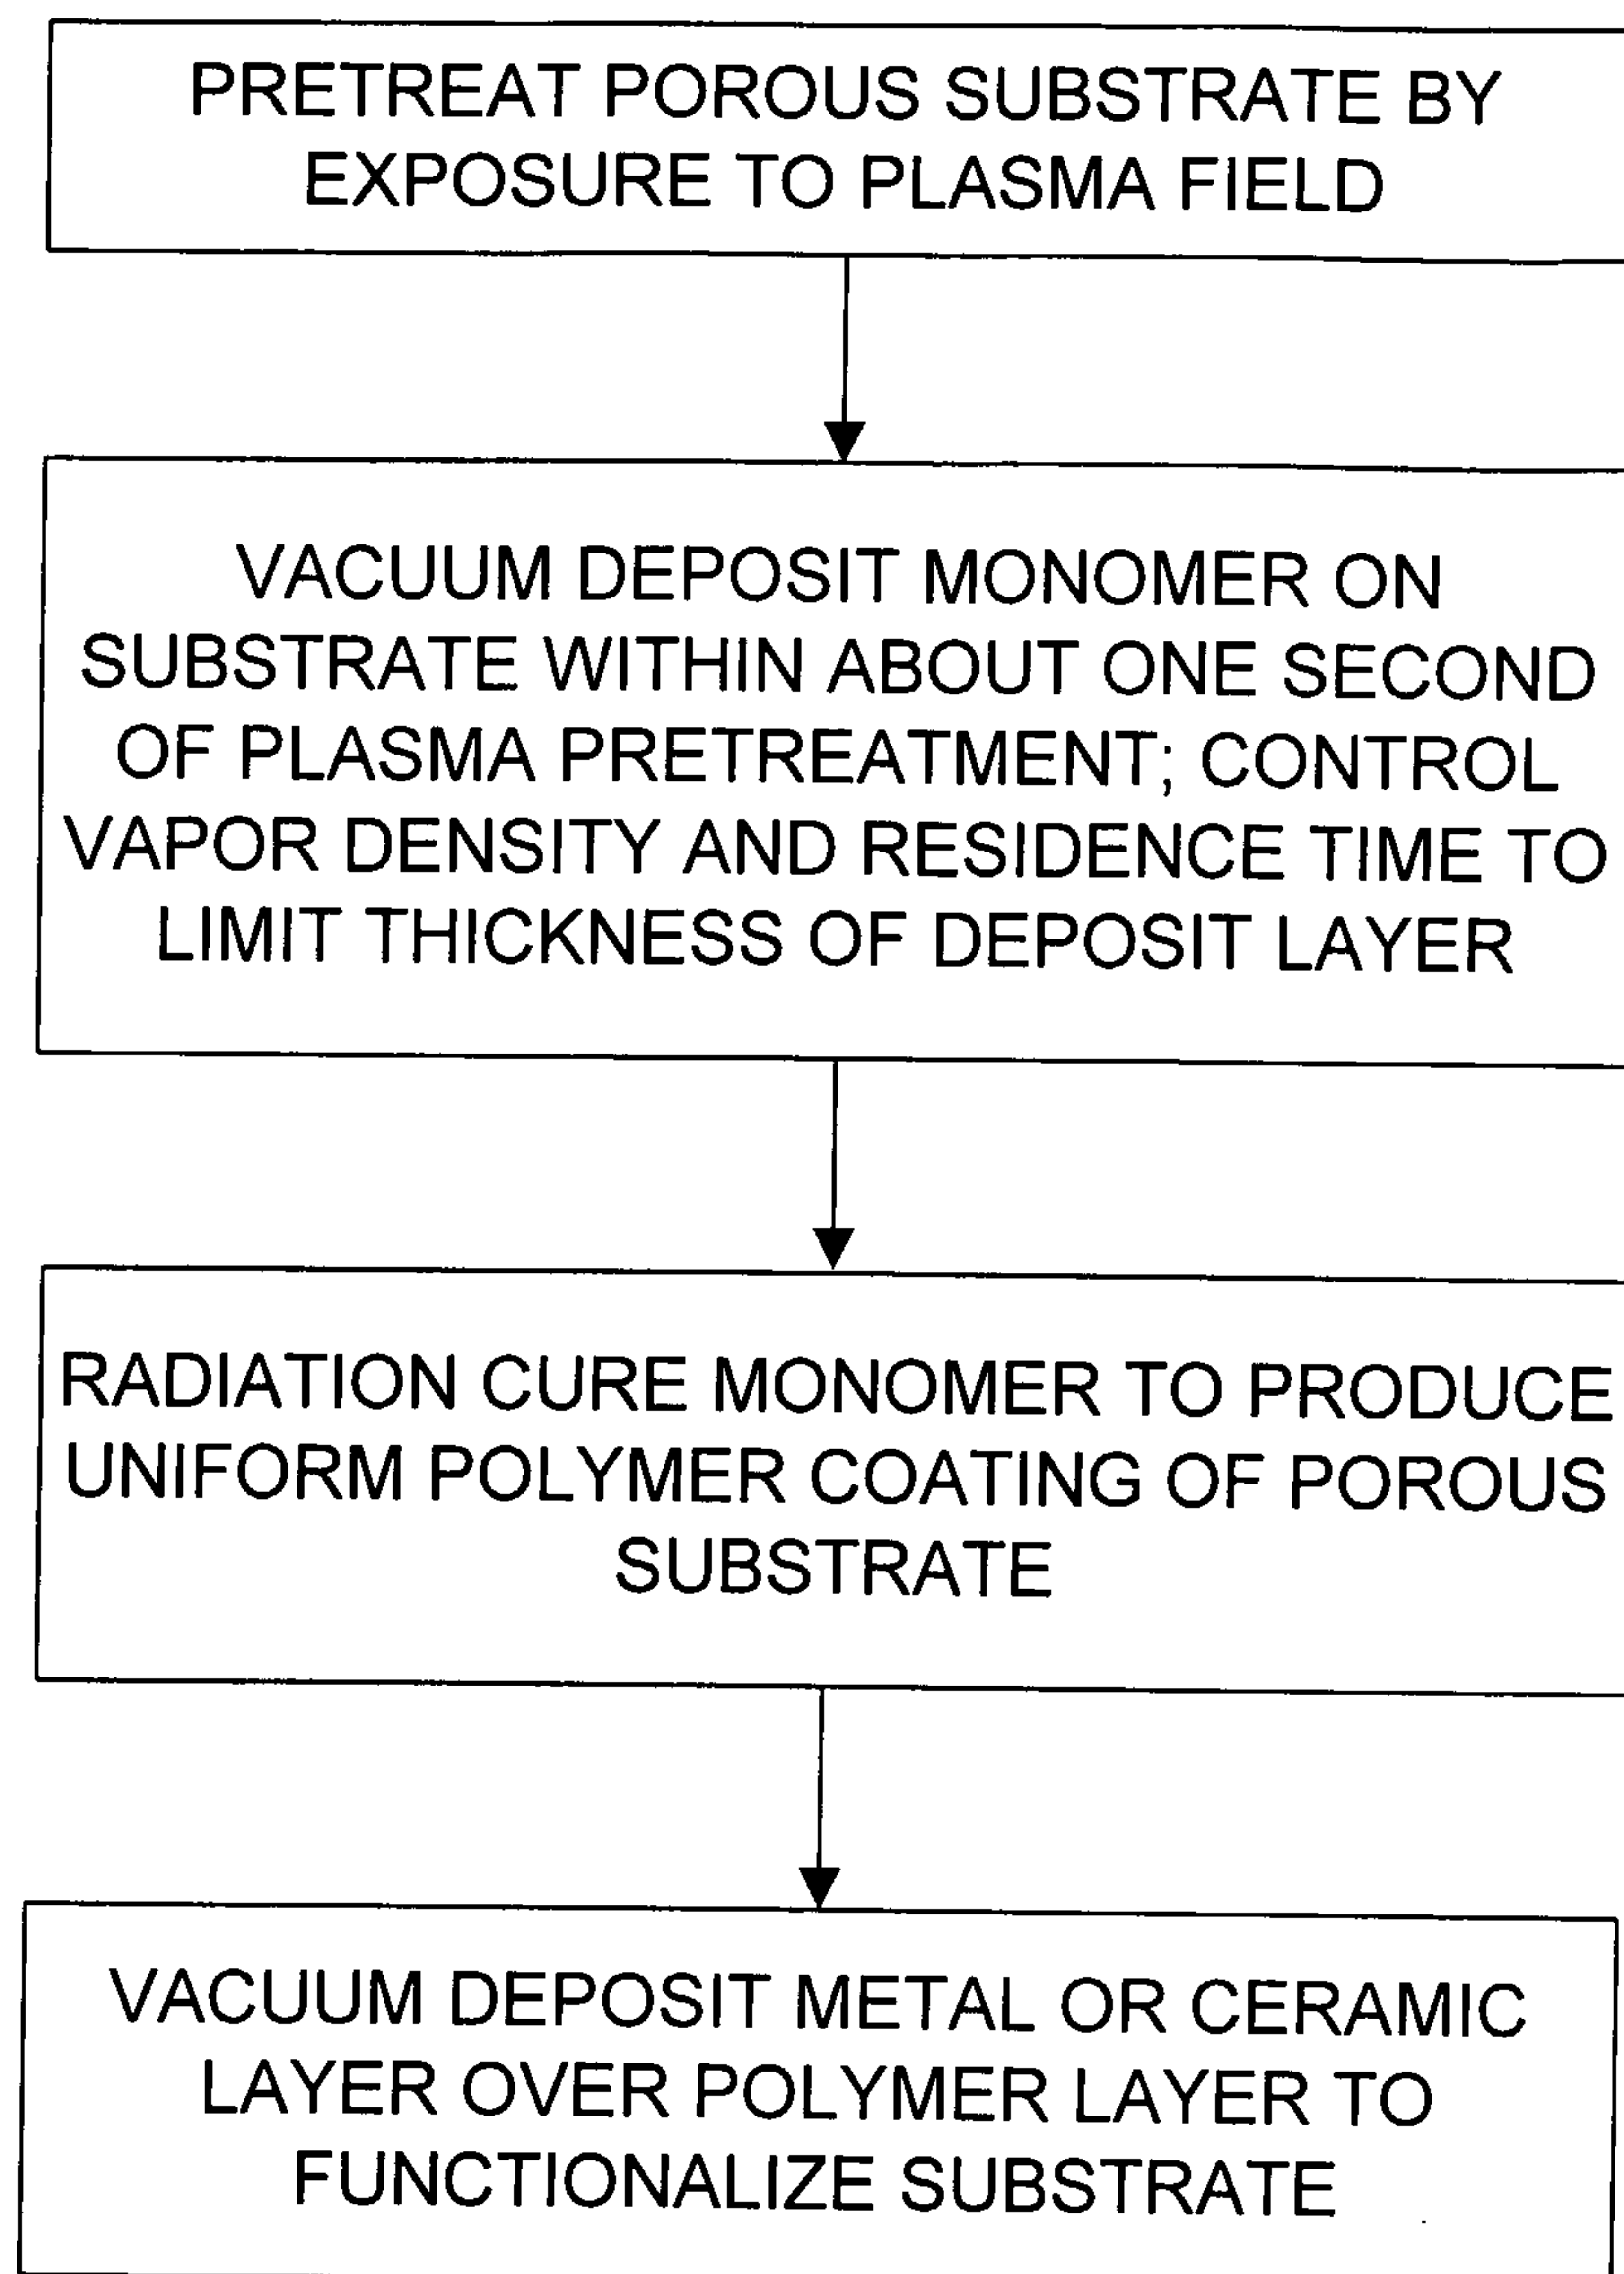 PRETREAT POROUS SUBSTRATE BY
EXPOSURE TO PLASMA FIELD
VACUUM DEPOSIT MONOMER ON
SUBSTRATE WITHIN ABOUT ONE SECOND
OF PLASMA PRETREATMENT; CONTROL
VAPOR DENSITY AND RESIDENCE TIME TO
LIMIT THICKNESS OF DEPOSIT LAYER
RADIATION CURE MONOMER TO PRODUCE
UNIFORM POLYMER COATING OF POROUS
SUBSTRATE
VACUUM DEPOSIT METAL OR CERAMIC
LAYER OVER POLYMER LAYER TO
FUNCTIONALIZE SUBSTRATE